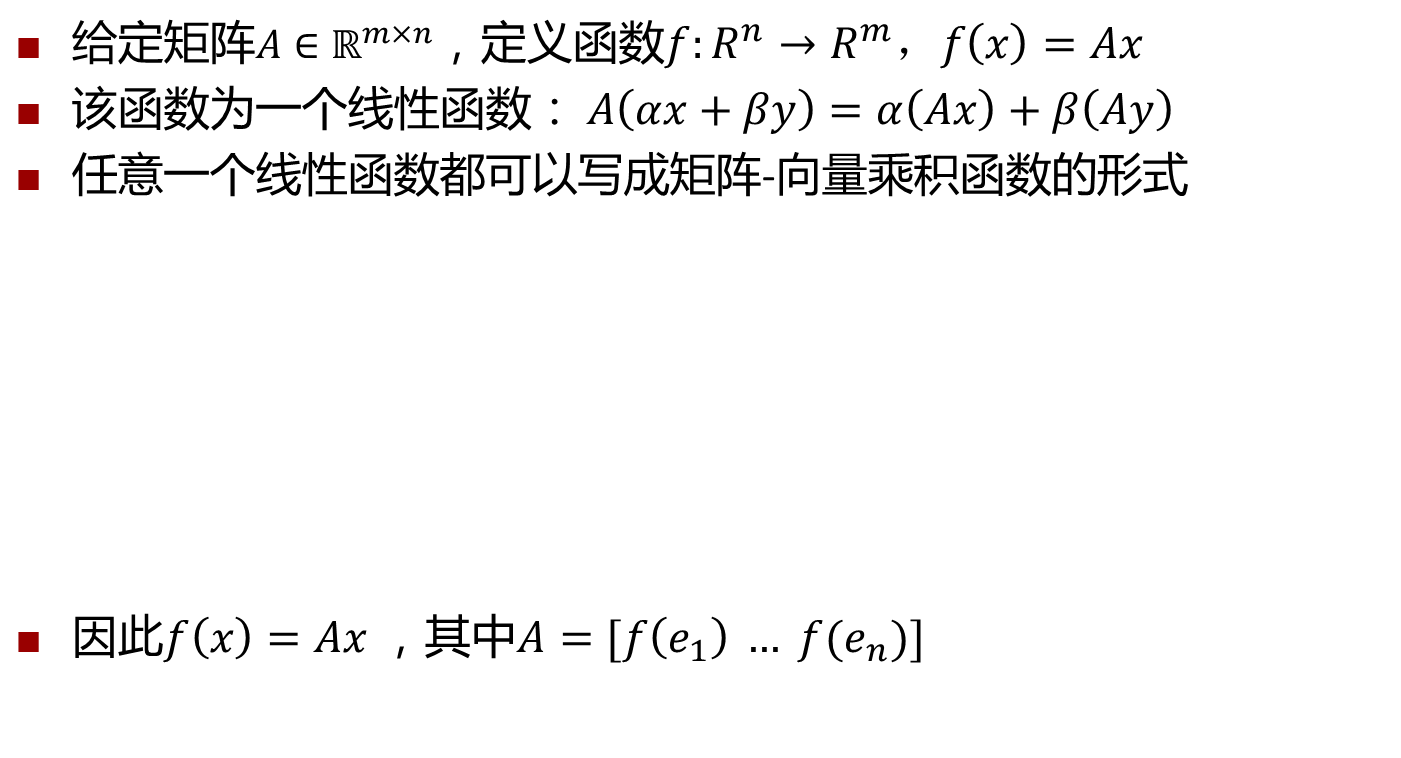 ■ 给定矩阵A ∈ ℝ^{m×n}，定义函数f: R^n → R^m，f(x) = Ax
■ 该函数为一个线性函数：A(αx + βy) = α(Ax) + β(Ay)
■ 任意一个线性函数都可以写成矩阵-向量乘积函数的形式
■ 因此f(x) = Ax ，其中A = [f(e₁) … f(eₙ)]